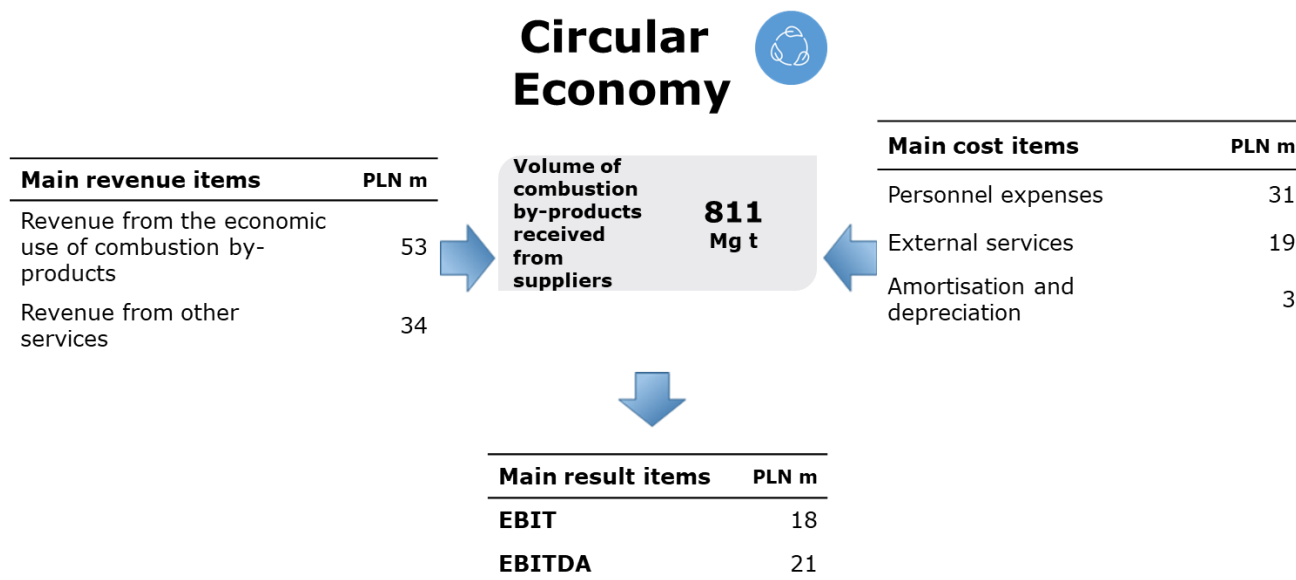 Circular
Economy
Main revenue items PLN m
Revenue from the economic
use of combustion by-
products
53
Revenue from other
services
34
Volume of
combustion
by-products
received
from
suppliers
811
Mg t
Main cost items PLN m
Personnel expenses 31
External services 19
Amortisation and
depreciation
3
Main result items PLN m
EBIT 18
EBITDA 21